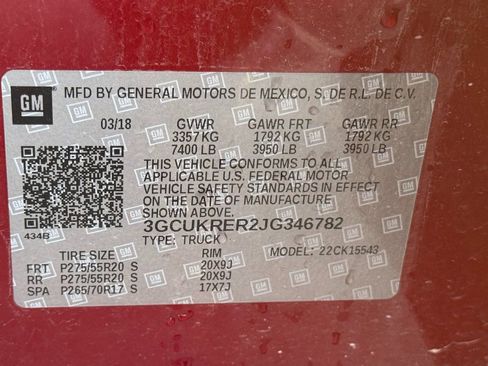 GM MFD BY GENERAL MOTORS DE MEXICO, S. DE R.L. DE C.V.
03/18 GVWR GAWR FRT GAWR RR
3357 KG 1792 KG 1792 KG
7400 LB 3950 LB 3950 LB
THIS VEHICLE CONFORMS TO ALL
APPLICABLE U.S. FEDERAL MOTOR
VEHICLE SAFETY STANDARDS IN EFFECT
ON THE DATE OF MANUFACTURE
SHOWN ABOVE.
434B 3GCUKRER2JG346782
TYPE: TRUCK 22CK15543
TIRE SIZE RIM
FRT P275/55R20 S 20X9J
RR P275/55R20 S 20X9J
SPA P265/70R17 S 17X7J